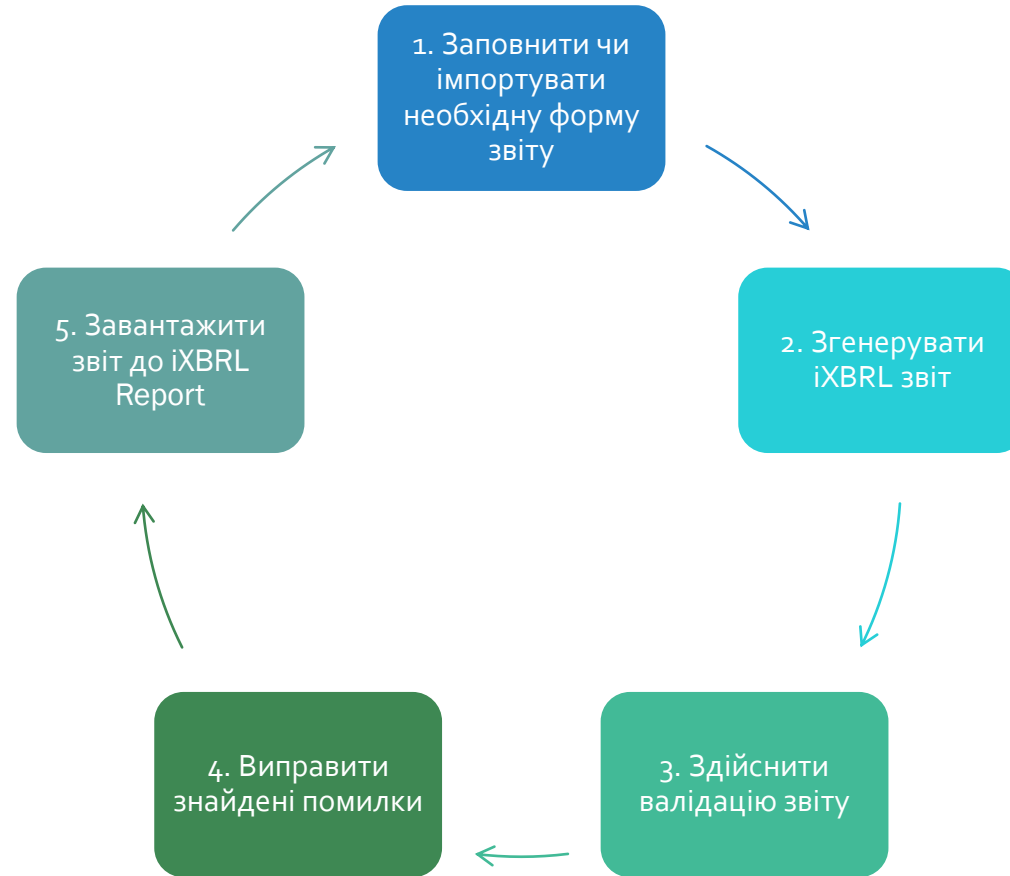 1. Заповнити чи
імпортувати
необхідну форму
звіту
2. Згенерувати
iXBRL звіт
3. Здійснити
валідацію звіту
4. Виправити
знайдені помилки
5. Завантажити
звіт до iXBRL
Report